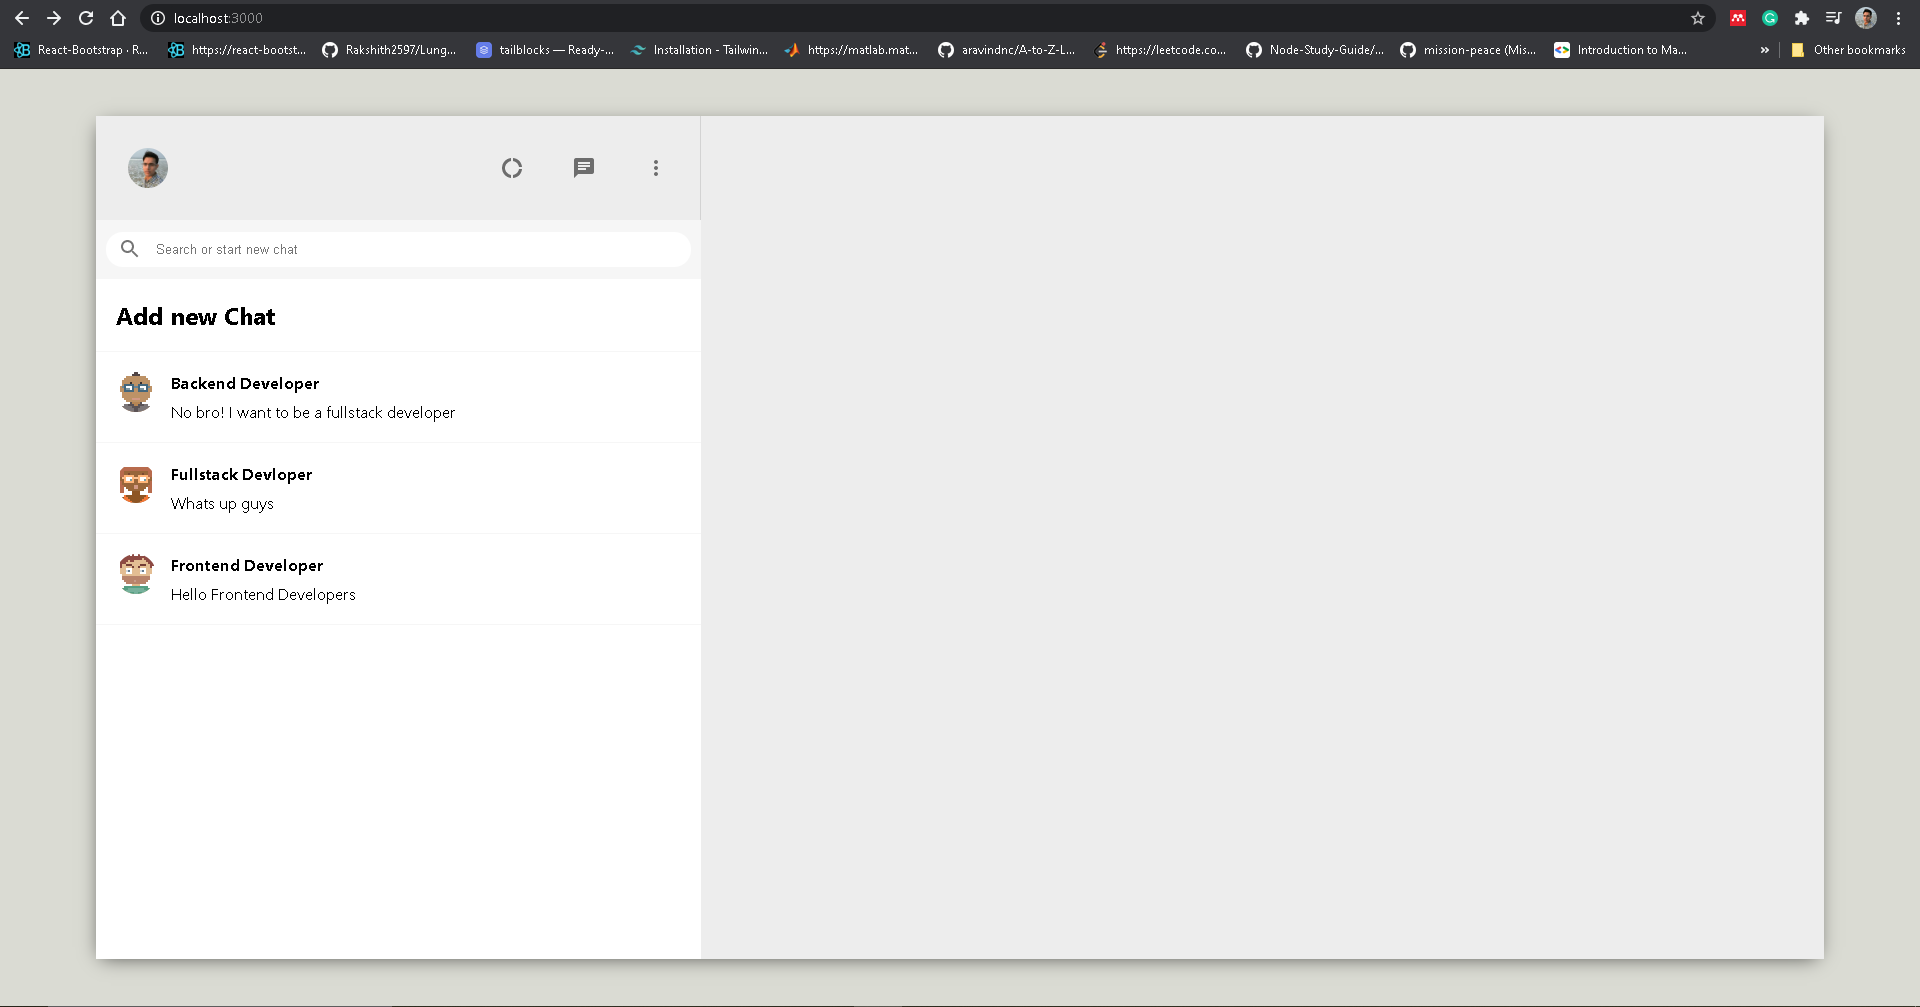 localhost:3000
React-Bootstrap · R...
https://react-bootst...
Rakshith2597/Lung...
tailblocks — Ready-...
Installation - Tailwin...
https://matlab.mat...
aravindnc/A-to-Z-L...
https://leetcode.co...
Node-Study-Guide/...
mission-peace (Mis...
Introduction to Ma...
»
Other bookmarks
Search or start new chat
Add new Chat
Backend Developer
No bro! I want to be a fullstack developer
Fullstack Devloper
Whats up guys
Frontend Developer
Hello Frontend Developers